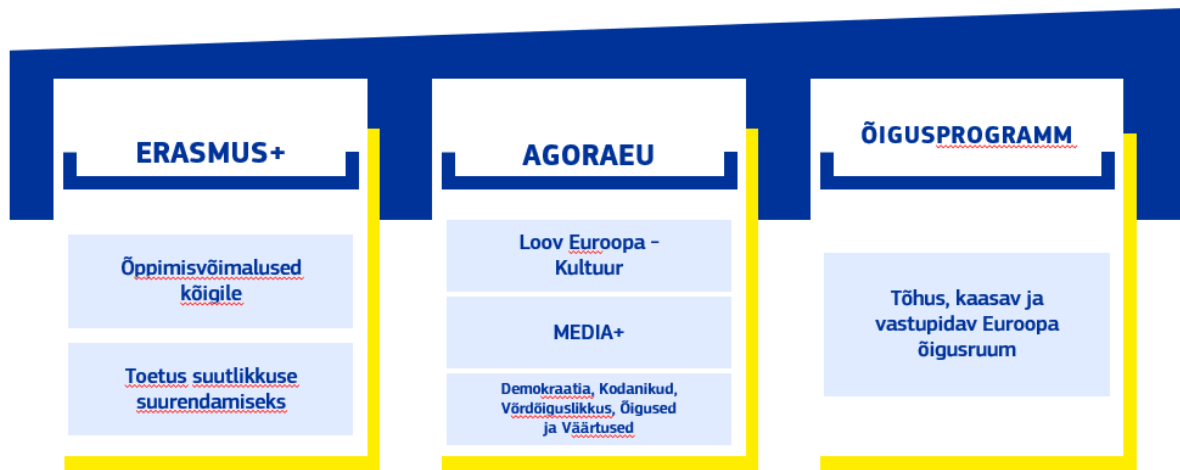 ERASMUS+
Õppimisvõimalused
kõigile
Toetus suutlikkuse
suurendamiseks
AGORAEU
Loov Euroopa –
Kultuur
MEDIA+
Demokraatia, Kodanikud,
Võrdõiguslikkus, Õigused
ja Väärtused
ÕIGUSPROGRAMM
Tõhus, kaasav ja
vastupidav Euroopa
õigusruum